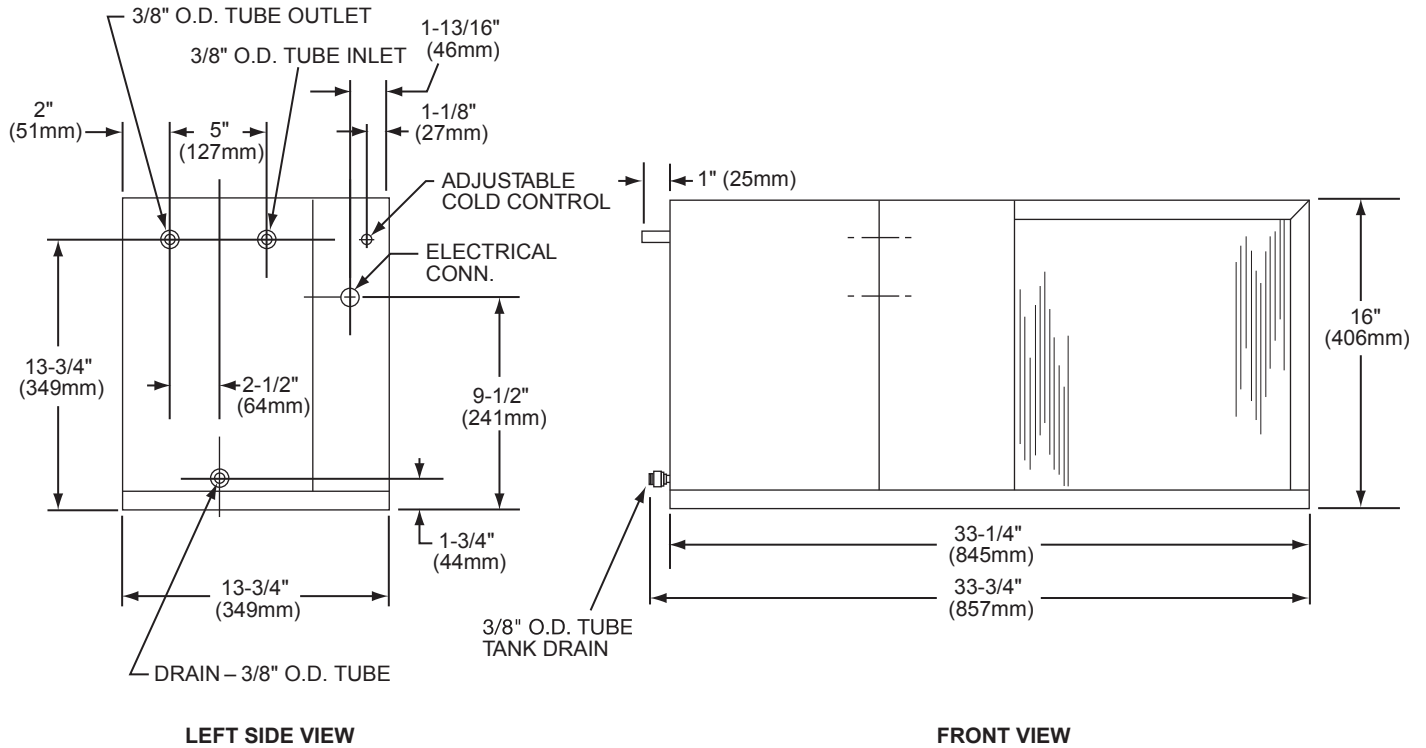 3/8" O.D. TUBE OUTLET
3/8" O.D. TUBE INLET
1-13/16"
(46mm)
2"
(51mm)
5"
(127mm)
1-1/8"
(27mm)
ADJUSTABLE
COLD CONTROL
ELECTRICAL
CONN.
13-3/4"
(349mm)
2-1/2"
(64mm)
9-1/2"
(241mm)
1-3/4"
(44mm)
13-3/4"
(349mm)
DRAIN – 3/8" O.D. TUBE
LEFT SIDE VIEW
1" (25mm)
16"
(406mm)
33-1/4"
(845mm)
33-3/4"
(857mm)
3/8" O.D. TUBE
TANK DRAIN
FRONT VIEW